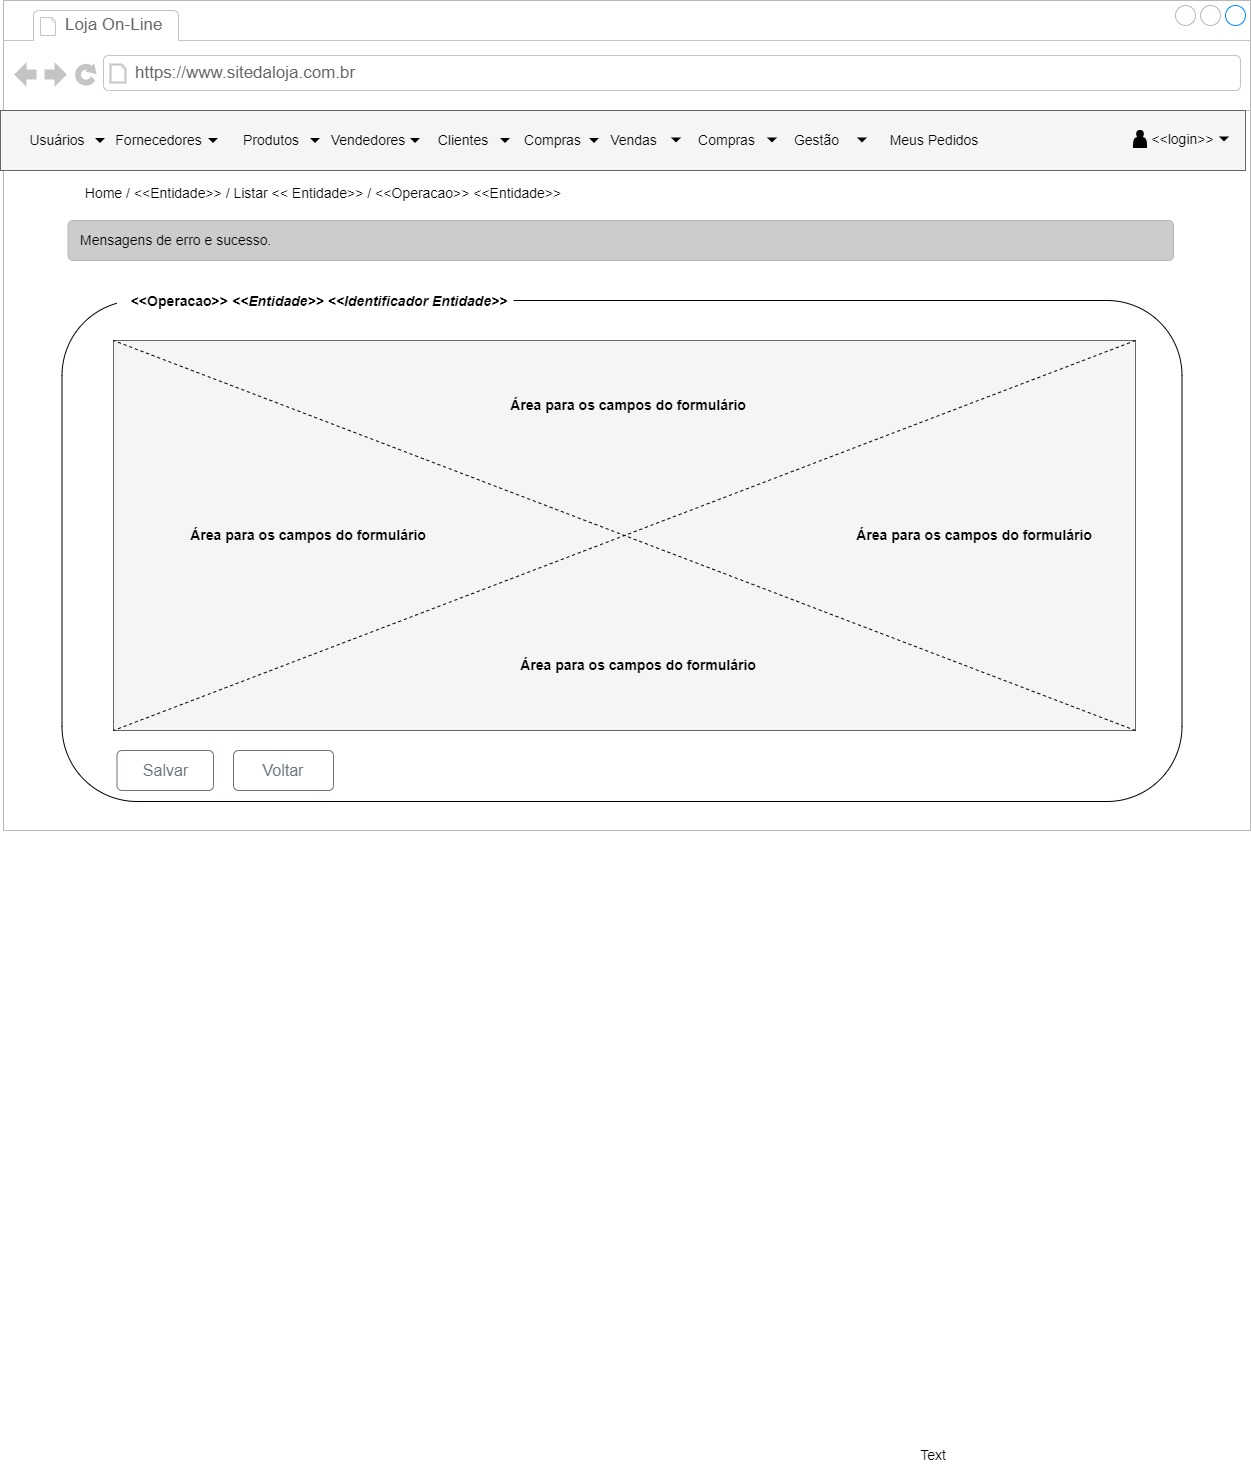 Loja On-Line
https://www.sitedaloja.com.br
Usuários Fornecedores Produtos Vendedores Clientes Compras Vendas Compras Gestão Meus Pedidos <<login>>
Home / <<Entidade>> / Listar << Entidade>> / <<Operacao>> <<Entidade>>
Mensagens de erro e sucesso.
<<Operacao>> <<Entidade>> <<Identificador Entidade>>
Área para os campos do formulário
Área para os campos do formulário Área para os campos do formulário
Área para os campos do formulário
Salvar Voltar
Text